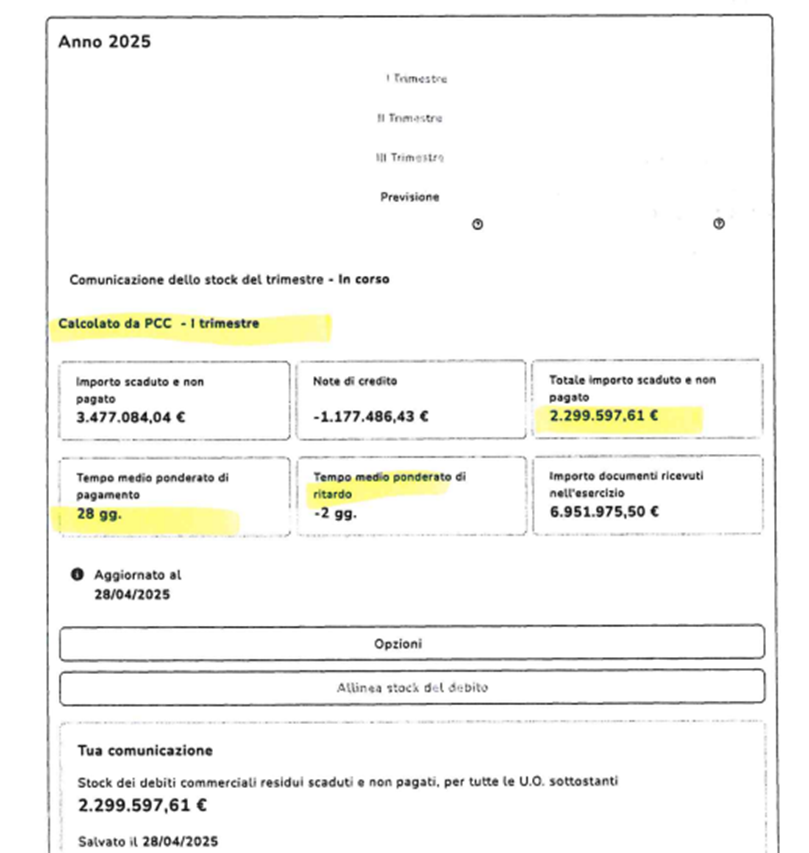 Anno 2025
I Trimestre
II Trimestre
III Trimestre
Previsione
Comunicazione dello stock del trimestre - In corso
Calcolato da PCC - I trimestre
Importo scaduto e non
pagato
3.477.084,04 €
Note di credito
-1.177.486,43 €
Totale importo scaduto e non
pagato
2.299.597,61 €
Tempo medio ponderato di
pagamento
28 gg.
Tempo medio ponderato di
ritardo
-2 gg.
Importo documenti ricevuti
nell'esercizio
6.951.975,50 €
Aggiornato al
28/04/2025
Opzioni
Allinea stock del debito
Tua comunicazione
Stock dei debiti commerciali residui scaduti e non pagati, per tutte le U.O. sottostanti
2.299.597,61 €
Salvato il 28/04/2025